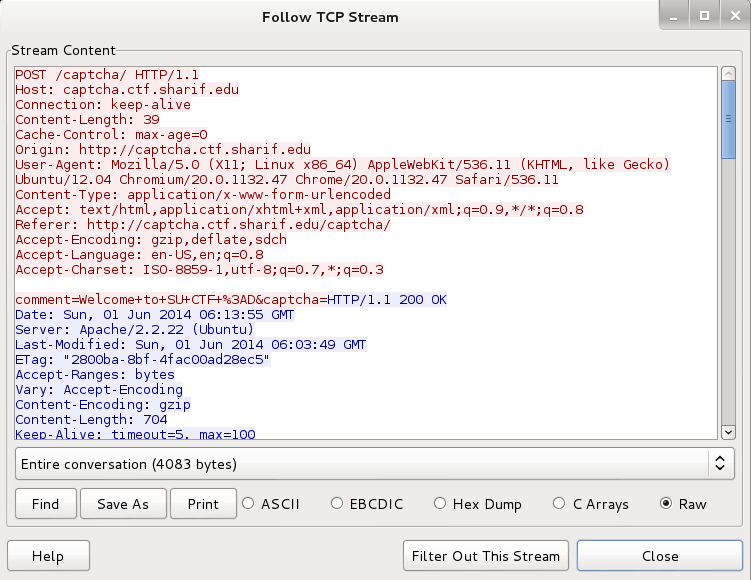 Follow TCP Stream
Stream Content
POST /captcha/ HTTP/1.1
Host: captcha.ctf.sharif.edu
Connection: keep-alive
Content-Length: 39
Cache-Control: max-age=0
Origin: http://captcha.ctf.sharif.edu
User-Agent: Mozilla/5.0 (X11; Linux x86_64) AppleWebKit/536.11 (KHTML, like Gecko)
Ubuntu/12.04 Chromium/20.0.1132.47 Chrome/20.0.1132.47 Safari/536.11
Content-Type: application/x-www-form-urlencoded
Accept: text/html,application/xhtml+xml,application/xml;q=0.9,*/*;q=0.8
Referer: http://captcha.ctf.sharif.edu/captcha/
Accept-Encoding: gzip,deflate,sdch
Accept-Language: en-US,en;q=0.8
Accept-Charset: ISO-8859-1,utf-8;q=0.7,*;q=0.3
comment=Welcome+to+SU+CTF+%3AD&captcha=HTTP/1.1 200 OK
Date: Sun, 01 Jun 2014 06:13:55 GMT
Server: Apache/2.2.22 (Ubuntu)
Last-Modified: Sun, 01 Jun 2014 06:03:49 GMT
ETag: "2800ba-8bf-4fac00ad28ec5"
Accept-Ranges: bytes
Vary: Accept-Encoding
Content-Encoding: gzip
Content-Length: 704
Keep-Alive: timeout=5, max=100
Entire conversation (4083 bytes)
Find Save As Print ASCII EBCDIC Hex Dump C Arrays Raw
Help Filter Out This Stream Close